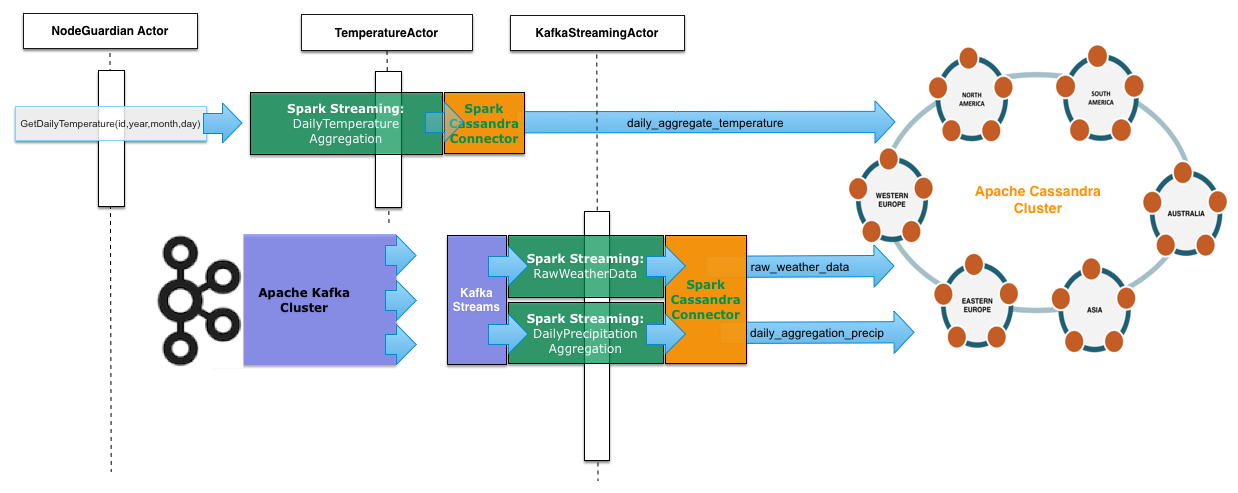 NodeGuardian Actor
TemperatureActor
KafkaStreamingActor
GetDailyTemperature(id,year,month,day)
Spark Streaming:
DailyTemperature
Aggregation
Spark
Cassandra
Connector
daily_aggregate_temperature
NORTH
AMERICA
SOUTH
AMERICA
WESTERN
EUROPE
Apache Cassandra
Cluster
AUSTRALIA
EASTERN
EUROPE
ASIA
Apache Kafka
Cluster
Kafka
Streams
Spark Streaming:
RawWeatherData
Spark Streaming:
DailyPrecipitation
Aggregation
Spark
Cassandra
Connector
raw_weather_data
daily_aggregation_precip